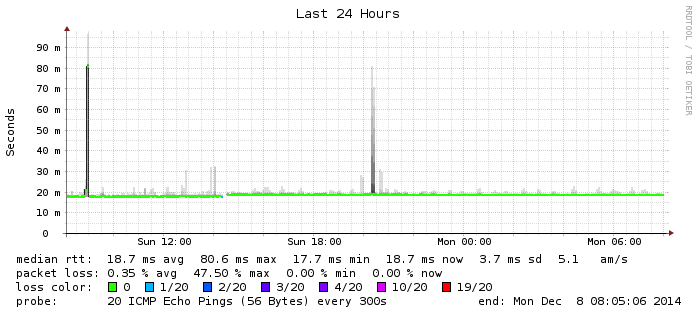 Last 24 Hours
RRDTOOL / TOBI OETIKER
Seconds
90 m
80 m
70 m
60 m
50 m
40 m
30 m
20 m
10 m
0
Sun 12:00 Sun 18:00 Mon 00:00 Mon 06:00
median rtt: 18.7 ms avg 80.6 ms max 17.7 ms min 18.7 ms now 3.7 ms sd 5.1 am/s
packet loss: 0.35 % avg 47.50 % max 0.00 % min 0.00 % now
loss color: 0 1/20 2/20 3/20 4/20 10/20 19/20
probe: 20 ICMP Echo Pings (56 Bytes) every 300s end: Mon Dec 8 08:05:06 2014